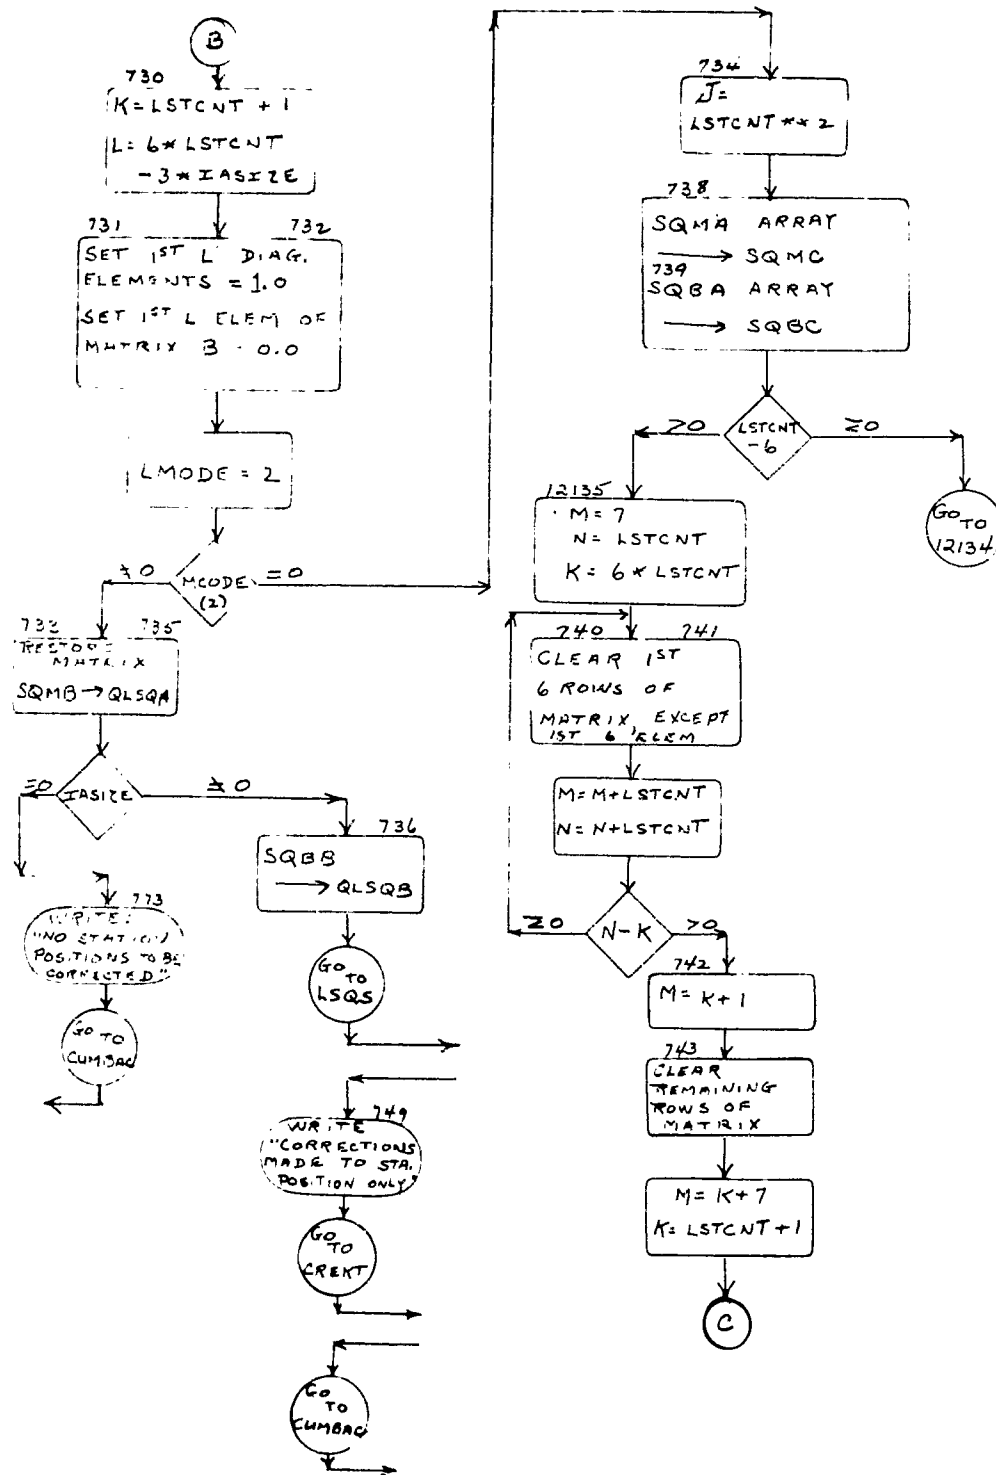 B
730
K=LSTCNT + 1
L= 6*LSTCNT
-3*IASIZE
731 732
SET 1ST L DIAG.
ELEMENTS = 1.0
SET 1ST L ELEM OF
MATRIX B - 0.0
LMODE = 2
≠0 MCODE =0
(2)
733 735
RESTORE
MATRIX
SQMB → QLSQA
=0 IASIZE ≠0
773
WRITE:
"NO STATION
POSITIONS TO BE
CORRECTED"
GO TO
CUMBAC
736
SQBB
→ QLSQB
GO
TO
LSQS
749
WRITE
"CORRECTIONS
MADE TO STA.
POSITION ONLY"
GO
TO
CREKT
GO
TO
CUMBAC
734
J=
LSTCNT ** 2
738
SQMA ARRAY
→ SQMC
739
SQBA ARRAY
→ SQBC
>0 LSTCNT ≤0
-6
GO TO
12134
12135
M=7
N= LSTCNT
K= 6* LSTCNT
740 741
CLEAR 1ST
6 ROWS OF
MATRIX, EXCEPT
1ST 6 ELEM
M=M+LSTCNT
N=N+LSTCNT
≤0 N-K >0
742
M= K+1
743
CLEAR
REMAINING
ROWS OF
MATRIX
M= K+7
K= LSTCNT +1
C